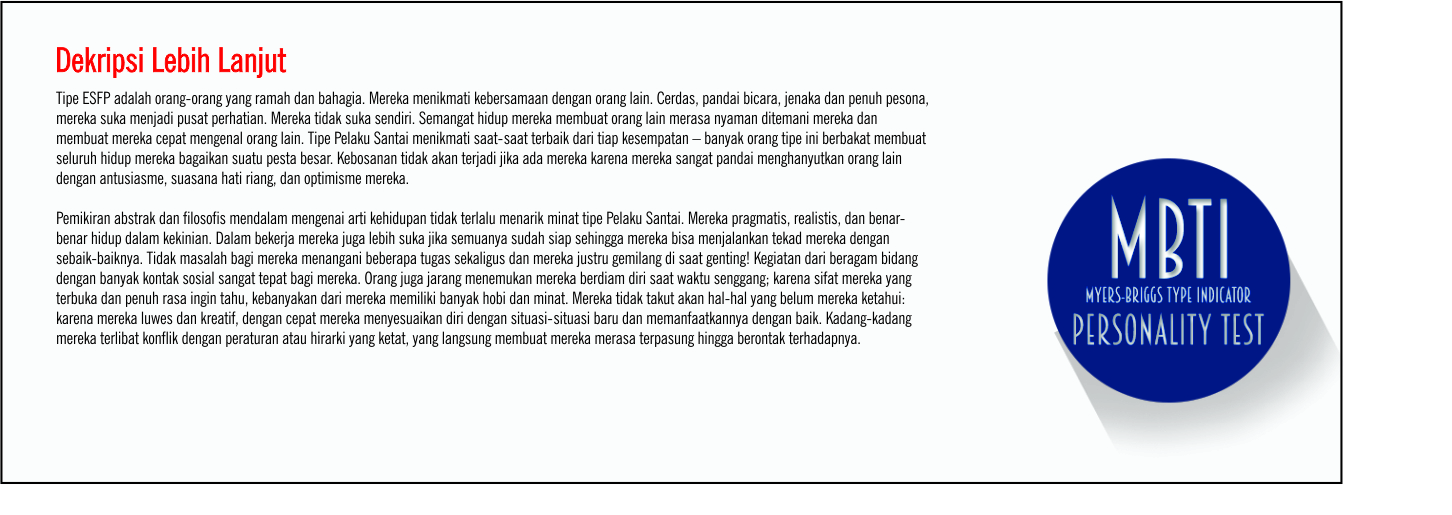 Dekripsi Lebih Lanjut
Tipe ESFP adalah orang-orang yang ramah dan bahagia. Mereka menikmati kebersamaan dengan orang lain. Cerdas, pandai bicara, jenaka dan penuh pesona,
mereka suka menjadi pusat perhatian. Mereka tidak suka sendiri. Semangat hidup mereka membuat orang lain merasa nyaman ditemani mereka dan
membuat mereka cepat mengenal orang lain. Tipe Pelaku Santai menikmati saat-saat terbaik dari tiap kesempatan – banyak orang tipe ini berbakat membuat
seluruh hidup mereka bagaikan suatu pesta besar. Kebosanan tidak akan terjadi jika ada mereka karena mereka sangat pandai menghanyutkan orang lain
dengan antusiasme, suasana hati riang, dan optimisme mereka.
Pemikiran abstrak dan filosofis mendalam mengenai arti kehidupan tidak terlalu menarik minat tipe Pelaku Santai. Mereka pragmatis, realistis, dan benar-
benar hidup dalam kekinian. Dalam bekerja mereka juga lebih suka jika semuanya sudah siap sehingga mereka bisa menjalankan tekad mereka dengan
sebaik-baiknya. Tidak masalah bagi mereka menangani beberapa tugas sekaligus dan mereka justru gemilang di saat genting! Kegiatan dari beragam bidang
dengan banyak kontak sosial sangat tepat bagi mereka. Orang juga jarang menemukan mereka berdiam diri saat waktu senggang; karena sifat mereka yang
terbuka dan penuh rasa ingin tahu, kebanyakan dari mereka memiliki banyak hobi dan minat. Mereka tidak takut akan hal-hal yang belum mereka ketahui:
karena mereka luwes dan kreatif, dengan cepat mereka menyesuaikan diri dengan situasi-situasi baru dan memanfaatkannya dengan baik. Kadang-kadang
mereka terlibat konflik dengan peraturan atau hirarki yang ketat, yang langsung membuat mereka merasa terpasung hingga berontak terhadapnya.
MBTI
MYERS-BRIGGS TYPE INDICATOR
PERSONALITY TEST